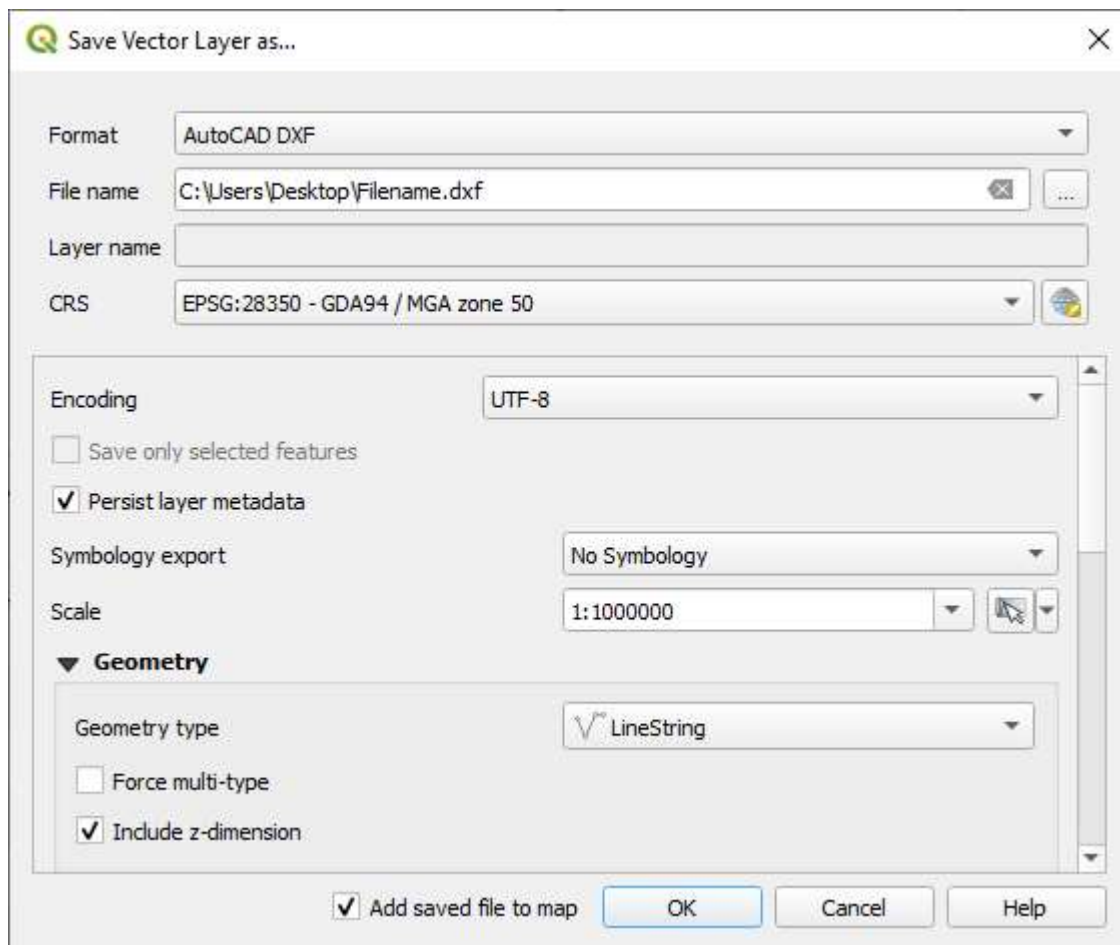 Save Vector Layer as...
Format AutoCAD DXF
File name C:\Users\Desktop\Filename.dxf ...
Layer name
CRS EPSG:28350 - GDA94 / MGA zone 50
Encoding UTF-8
Save only selected features
Persist layer metadata
Symbology export No Symbology
Scale 1:1000000
Geometry
Geometry type LineString
Force multi-type
Include z-dimension
Add saved file to map OK Cancel Help